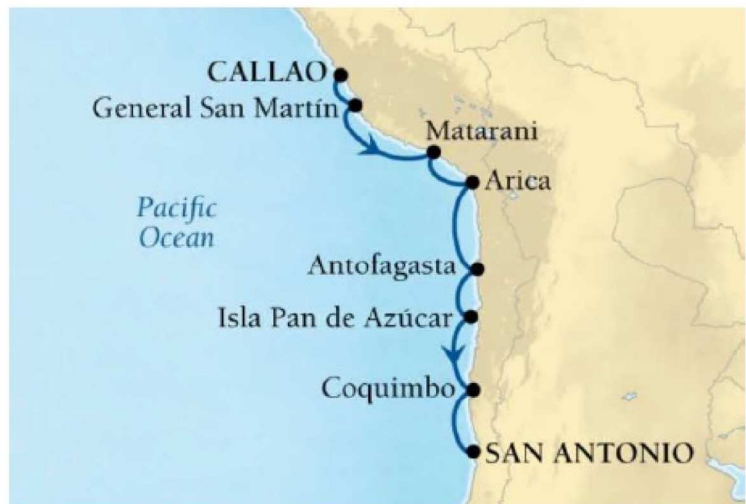 CALLAO
General San Martín
Matarani
Arica
Pacific
Ocean
Antofagasta
Isla Pan de Azúcar
Coquimbo
SAN ANTONIO